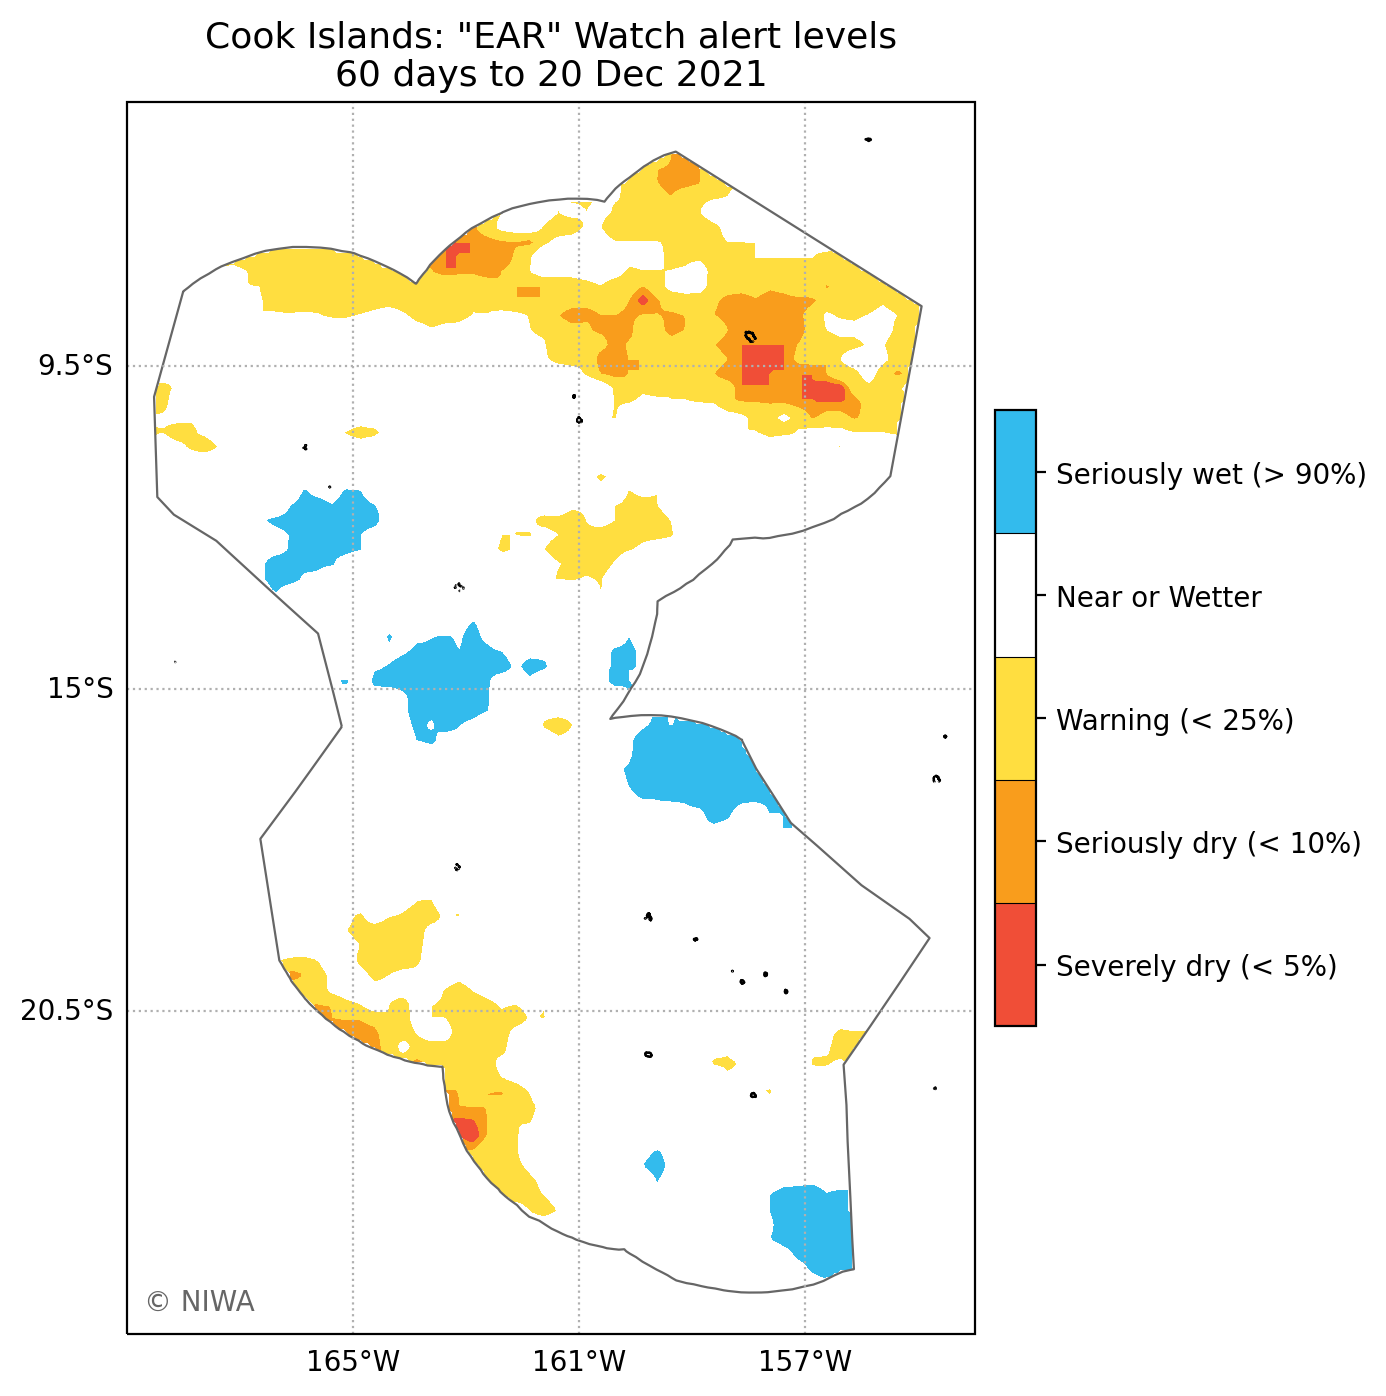 Cook Islands: "EAR" Watch alert levels
60 days to 20 Dec 2021
9.5°S
15°S
20.5°S
165°W
161°W
157°W
Seriously wet (> 90%)
Near or Wetter
Warning (< 25%)
Seriously dry (< 10%)
Severely dry (< 5%)
© NIWA